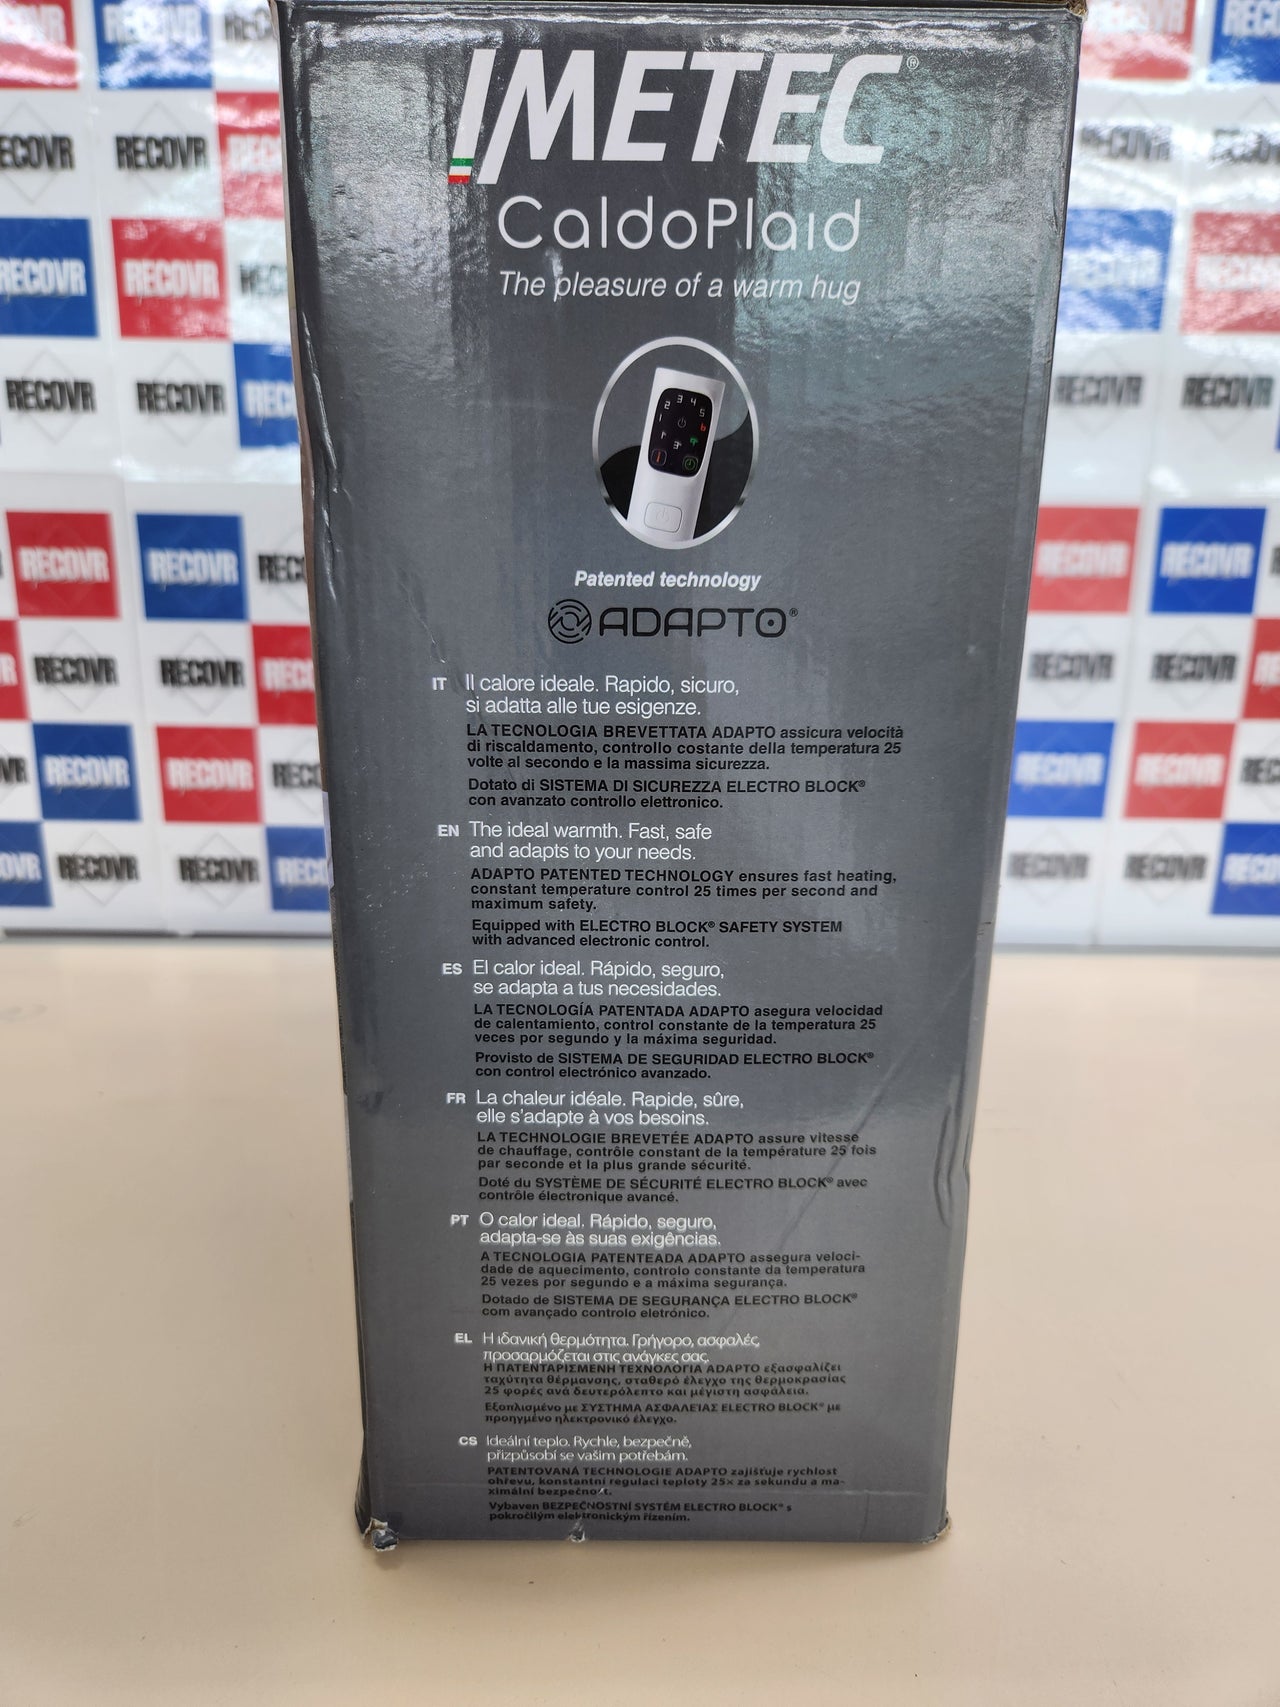 IMETEC®
CaldoPlaid
The pleasure of a warm hug
Patented technology
ADAPTO®
IT Il calore ideale. Rapido, sicuro,
si adatta alle tue esigenze.
LA TECNOLOGIA BREVETTATA ADAPTO assicura velocità
di riscaldamento, controllo costante della temperatura 25
volte al secondo e la massima sicurezza.
Dotato di SISTEMA DI SICUREZZA ELECTRO BLOCK®
con avanzato controllo elettronico.
EN The ideal warmth. Fast, safe
and adapts to your needs.
ADAPTO PATENTED TECHNOLOGY ensures fast heating,
constant temperature control 25 times per second and
maximum safety.
Equipped with ELECTRO BLOCK® SAFETY SYSTEM
with advanced electronic control.
ES El calor ideal. Rápido, seguro,
se adapta a tus necesidades.
LA TECNOLOGÍA PATENTADA ADAPTO asegura velocidad
de calentamiento, control constante de la temperatura 25
veces por segundo y la máxima seguridad.
Provisto de SISTEMA DE SEGURIDAD ELECTRO BLOCK®
con control electrónico avanzado.
FR La chaleur idéale. Rapide, sûre,
elle s'adapte à vos besoins.
LA TECHNOLOGIE BREVETÉE ADAPTO assure vitesse
de chauffage, contrôle constant de la température 25 fois
par seconde et la plus grande sécurité.
Doté du SYSTÈME DE SÉCURITÉ ELECTRO BLOCK® avec
contrôle électronique avancé.
PT O calor ideal. Rápido, seguro,
adapta-se às suas exigências.
A TECNOLOGIA PATENTEADA ADAPTO assegura veloci-
dade de aquecimento, controlo constante da temperatura
25 vezes por segundo e a máxima segurança.
Dotado de SISTEMA DE SEGURANÇA ELECTRO BLOCK®
com avançado controlo eletrónico.
EL Η ιδανική θερμότητα. Γρήγορο, ασφαλές,
προσαρμόζεται στις ανάγκες σας.
Η ΠΑΤΕΝΤΑΡΙΣΜΕΝΗ ΤΕΧΝΟΛΟΓΙΑ ADAPTO εξασφαλίζει
ταχύτητα θέρμανσης, σταθερό έλεγχο της θερμοκρασίας
25 φορές ανά δευτερόλεπτο και μέγιστη ασφάλεια.
Εξοπλισμένο με ΣΥΣΤΗΜΑ ΑΣΦΑΛΕΙΑΣ ELECTRO BLOCK® με
προηγμένο ηλεκτρονικό έλεγχο.
CS Ideální teplo. Rychle, bezpečně,
přizpůsobí se vašim potřebám.
PATENTOVANÁ TECHNOLOGIE ADAPTO zajišťuje rychlost
ohřevu, konstantní regulaci teploty 25x za sekundu a ma-
ximální bezpečnost.
Vybaven BEZPEČNOSTNÍ SYSTÉM ELECTRO BLOCK® s
pokročilým elektronickým řízením.